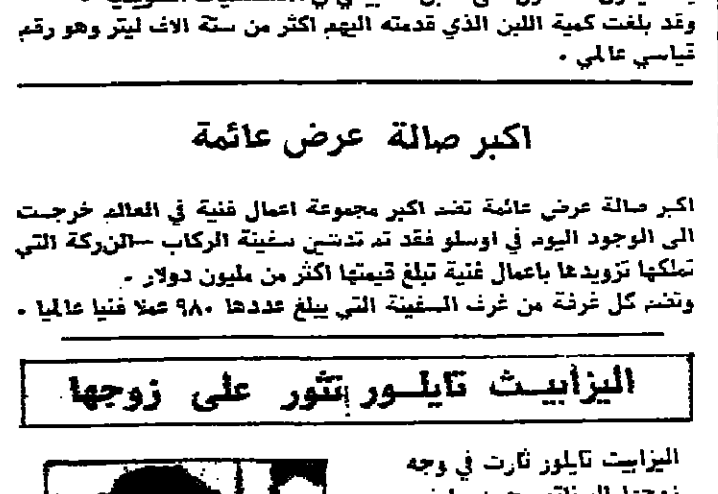 وقد بلغت كمية اللبن الذي قدمته اليهم اكثر من ستة الاف ليتر وهو رقم
قياسي عالمي .
اكبر صالة عرض عائمة
اكبر صالة عرض عائمة تضم اكبر مجموعة اعمال فنية في العالم خرجت
الى الوجود اليوم في اوسلو فقد تم تدشين سفينة الركاب التي
تملكها تزويدها باعمال فنية تبلغ قيمتها اكثر من مليون دولار .
وتضم كل غرفة من غرف السفينة التي يبلغ عددها ٩٨٠ عملا فنيا عالميا .
اليزابيث تايلور تثور على زوجها
اليزابيت تايلور ثارت في وجه
زوجها